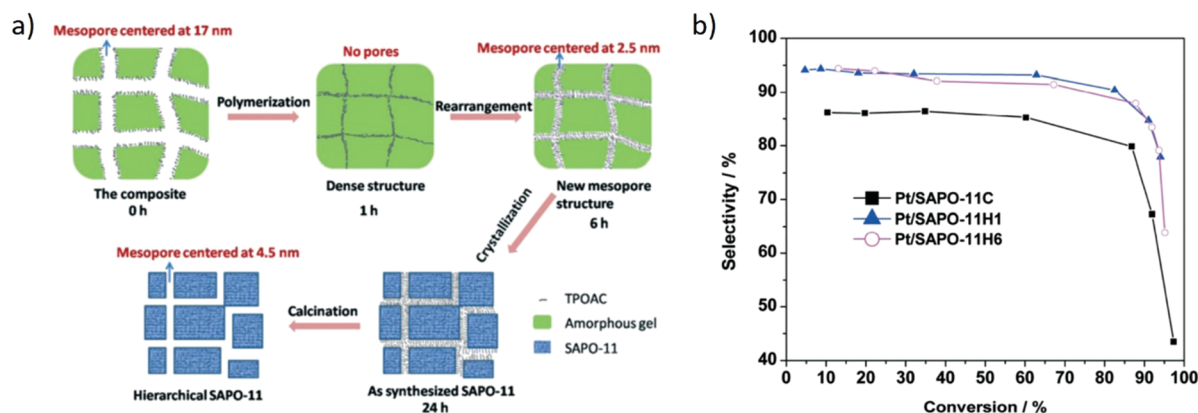 a)
Mesopore centered at 17 nm
No pores
Mesopore centered at 2.5 nm
Polymerization
Rearrangement
The composite
0 h
Dense structure
1 h
New mesopore
structure
6 h
Crystallization
Mesopore centered at 4.5 nm
Calcination
TPOAC
Amorphous gel
SAPO-11
Hierarchical SAPO-11
As synthesized SAPO-11
24 h
b)
100
90
80
70
60
50
40
Selectivity / %
Pt/SAPO-11C
Pt/SAPO-11H1
Pt/SAPO-11H6
0 10 20 30 40 50 60 70 80 90 100
Conversion / %